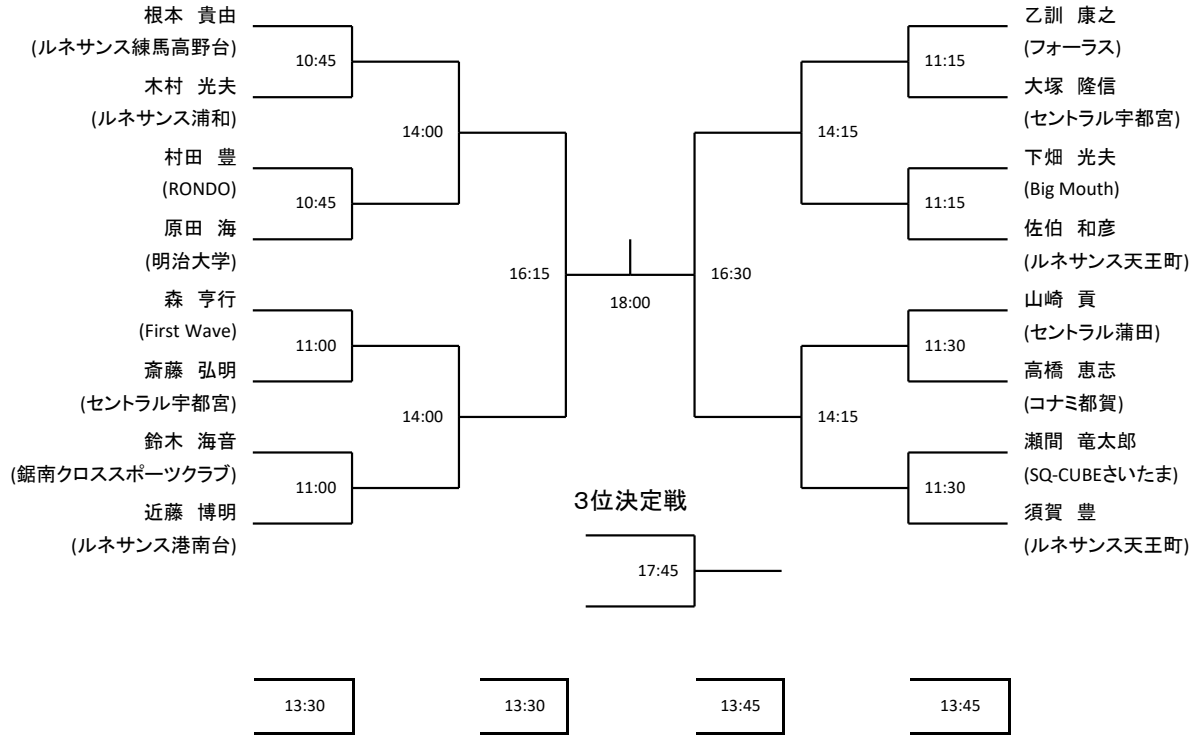 根本 貴由
(ルネサンス練馬高野台)
10:45
木村 光夫
(ルネサンス浦和)
14:00
村田 豊
(RONDO)
10:45
原田 海
(明治大学)
16:15
森 亨行
(First Wave)
11:00
斎藤 弘明
(セントラル宇都宮)
14:00
鈴木 海音
(鋸南クロススポーツクラブ)
11:00
近藤 博明
(ルネサンス港南台)
18:00
乙訓 康之
(フォーラス)
11:15
大塚 隆信
(セントラル宇都宮)
14:15
下畑 光夫
(Big Mouth)
11:15
佐伯 和彦
(ルネサンス天王町)
16:30
山崎 貢
(セントラル蒲田)
11:30
高橋 恵志
(コナミ都賀)
14:15
瀬間 竜太郎
(SQ-CUBEさいたま)
11:30
須賀 豊
(ルネサンス天王町)
3位決定戦
17:45
13:30
13:30
13:45
13:45